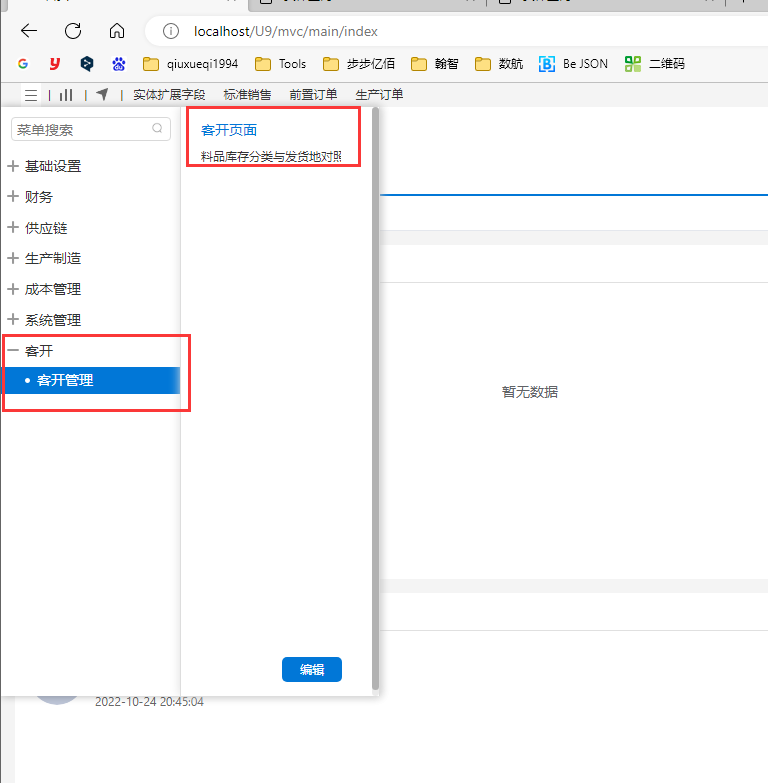 localhost/U9/mvc/main/index
qiuxueqi1994 Tools 步步亿佰 翰智 数航 Be JSON 二维码
实体扩展字段 标准销售 前置订单 生产订单
菜单搜索
客开页面
料品库存分类与发货地对照
基础设置
财务
供应链
生产制造
成本管理
系统管理
客开
客开管理
暂无数据
编辑
2022-10-24 20:45:04